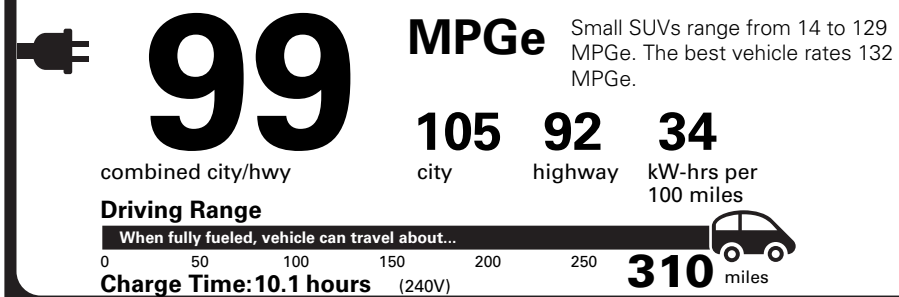 99
MPGe
Small SUVs range from 14 to 129
MPGe. The best vehicle rates 132
MPGe.
105 92 34
combined city/hwy city highway kW-hrs per
100 miles
Driving Range
When fully fueled, vehicle can travel about...
0 50 100 150 200 250 310 miles
Charge Time:10.1 hours (240V)